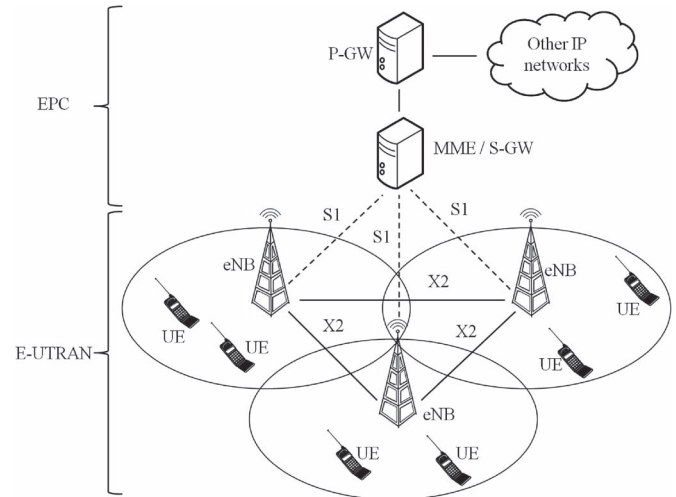 P-GW
Other IP
networks
EPC
MME / S-GW
S1
S1
S1
eNB
eNB
X2
UE
UE
X2
X2
UE
UE
E-UTRAN
eNB
UE
UE